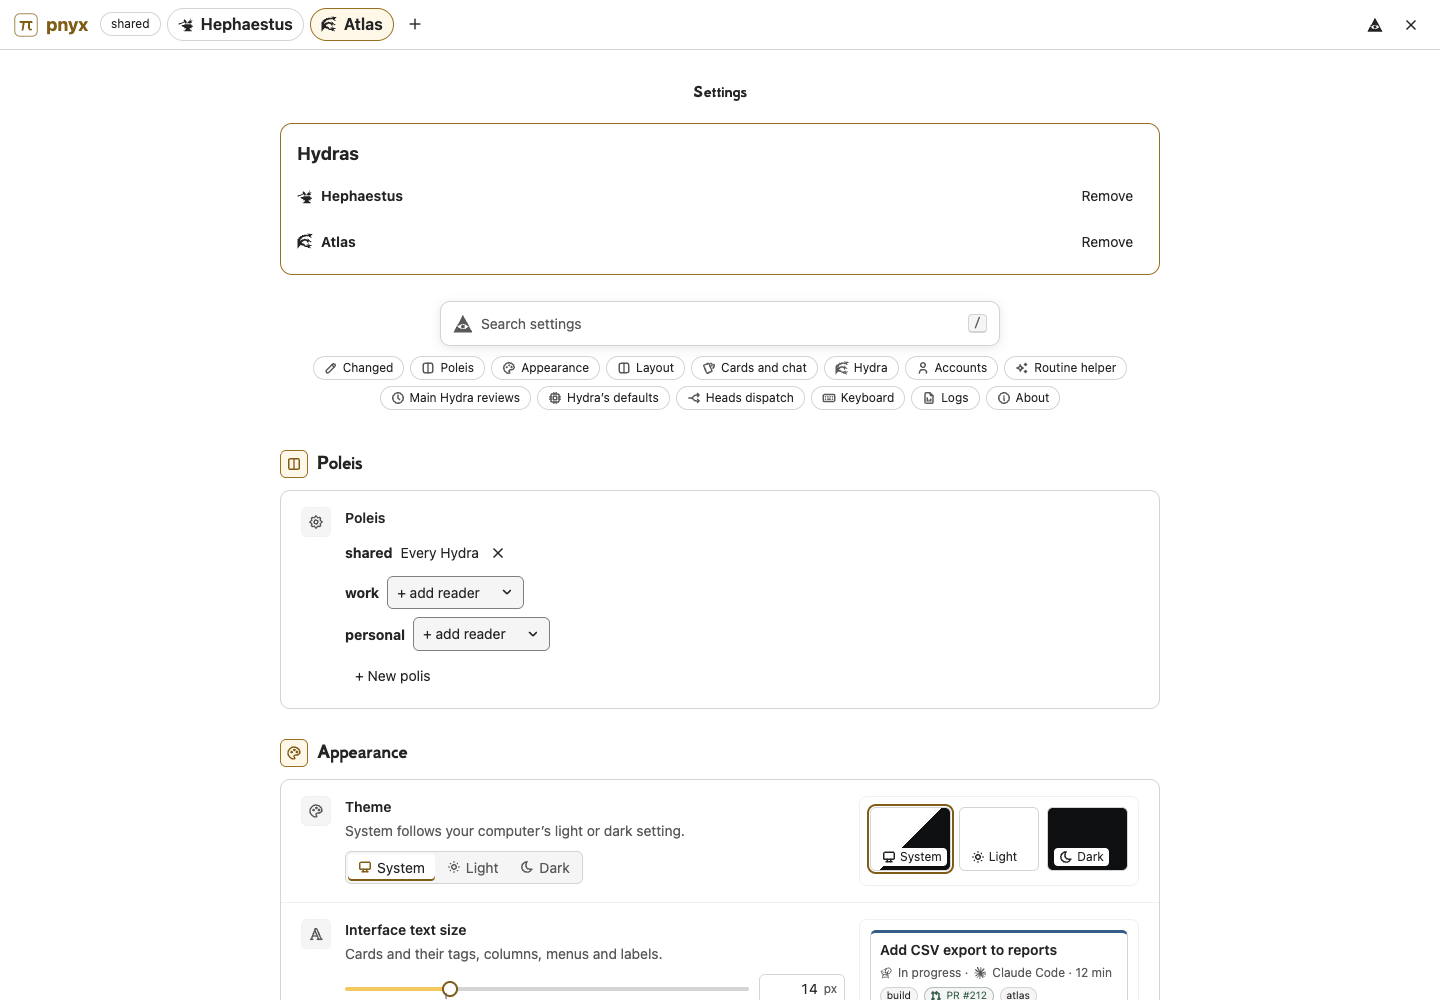 π pnyx shared Hephaestus Atlas +
Settings
Hydras
Hephaestus Remove
Atlas Remove
Search settings /
Changed Poleis Appearance Layout Cards and chat Hydra Accounts Routine helper
Main Hydra reviews Hydra's defaults Heads dispatch Keyboard Logs About
Poleis
Poleis
shared Every Hydra ×
work + add reader
personal + add reader
+ New polis
Appearance
Theme
System follows your computer's light or dark setting.
System Light Dark
System Light Dark
Interface text size
Cards and their tags, columns, menus and labels.
14 px
Add CSV export to reports
In progress · Claude Code · 12 min
build PR #212 atlas